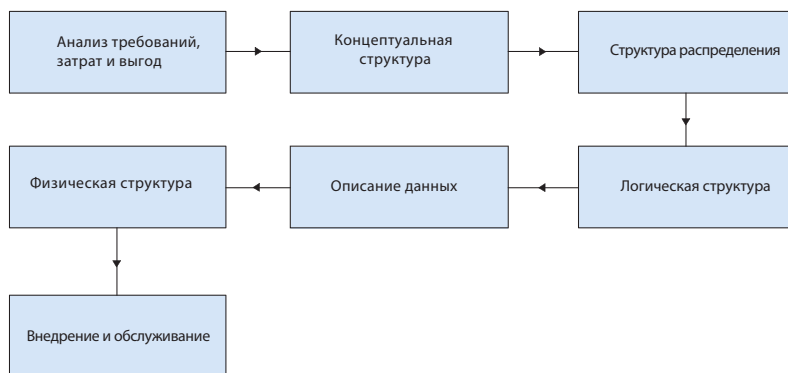 Анализ требований,
затрат и выгод
Концептуальная
структура
Структура распределения
Физическая структура
Описание данных
Логическая структура
Внедрение и обслуживание